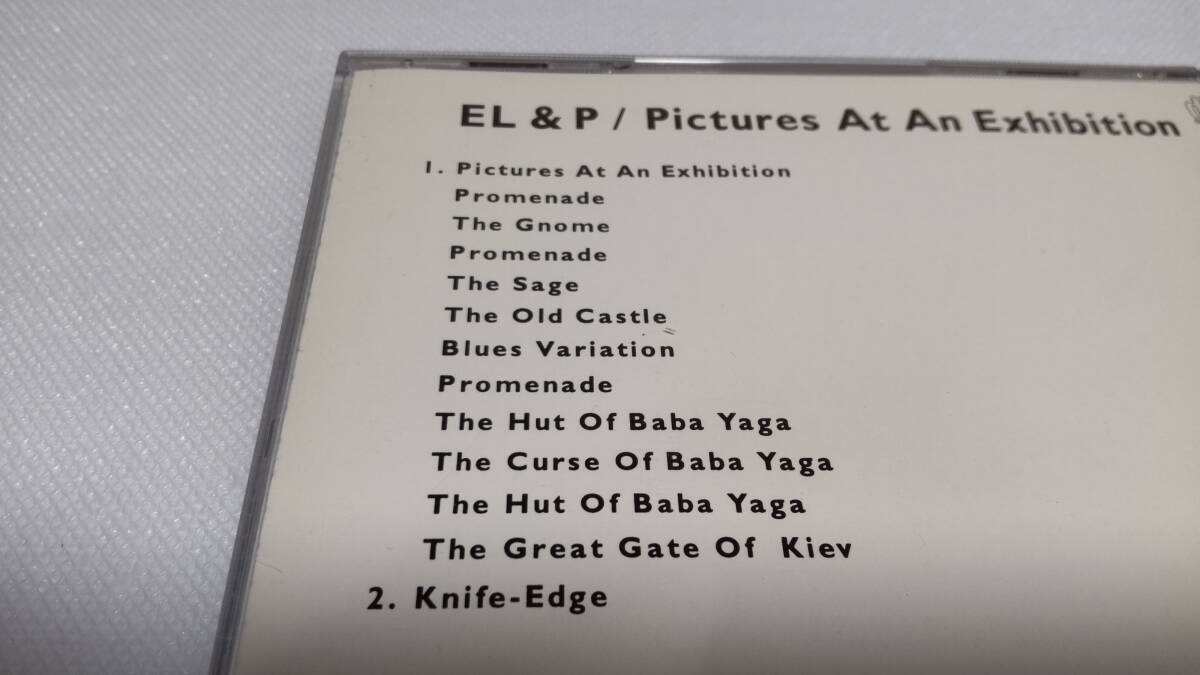 EL & P / Pictures At An Exhibition
1. Pictures At An Exhibition
Promenade
The Gnome
Promenade
The Sage
The Old Castle
Blues Variation
Promenade
The Hut Of Baba Yaga
The Curse Of Baba Yaga
The Hut Of Baba Yaga
The Great Gate Of Kiev
2. Knife-Edge